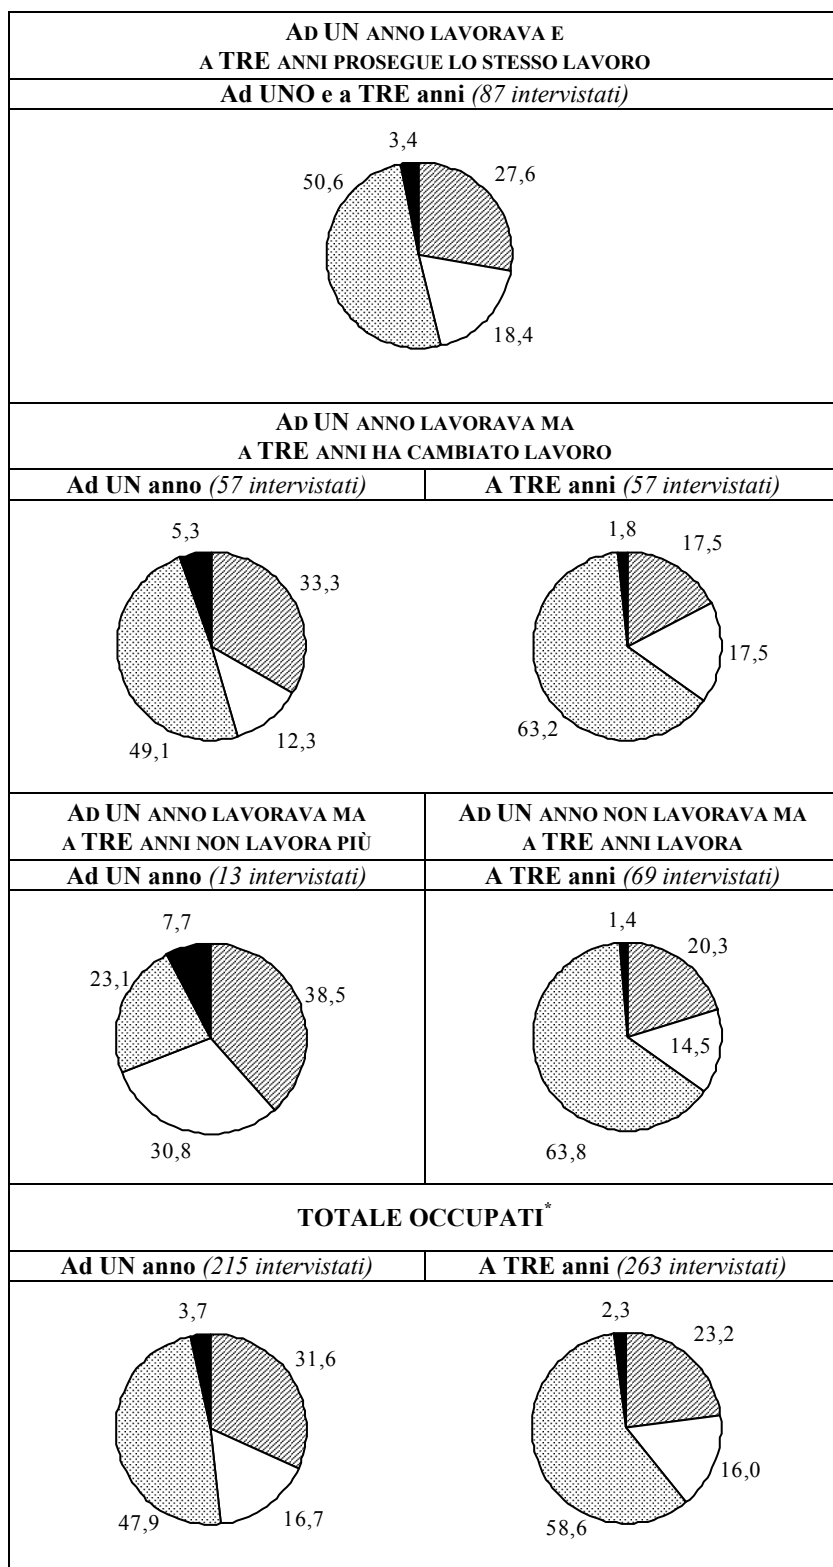 AD UN ANNO LAVORAVA E
A TRE ANNI PROSEGUE LO STESSO LAVORO
Ad UNO e a TRE anni (87 intervistati)
3,4
27,6
50,6
18,4
AD UN ANNO LAVORAVA MA
A TRE ANNI HA CAMBIATO LAVORO
Ad UN anno (57 intervistati)
A TRE anni (57 intervistati)
5,3
33,3
49,1
12,3
1,8
17,5
17,5
63,2
AD UN ANNO LAVORAVA MA
A TRE ANNI NON LAVORA PIÙ
Ad UN anno (13 intervistati)
7,7
23,1
38,5
30,8
AD UN ANNO NON LAVORAVA MA
A TRE ANNI LAVORA
A TRE anni (69 intervistati)
1,4
20,3
14,5
63,8
TOTALE OCCUPATI*
Ad UN anno (215 intervistati)
A TRE anni (263 intervistati)
3,7
31,6
47,9
16,7
2,3
23,2
16,0
58,6